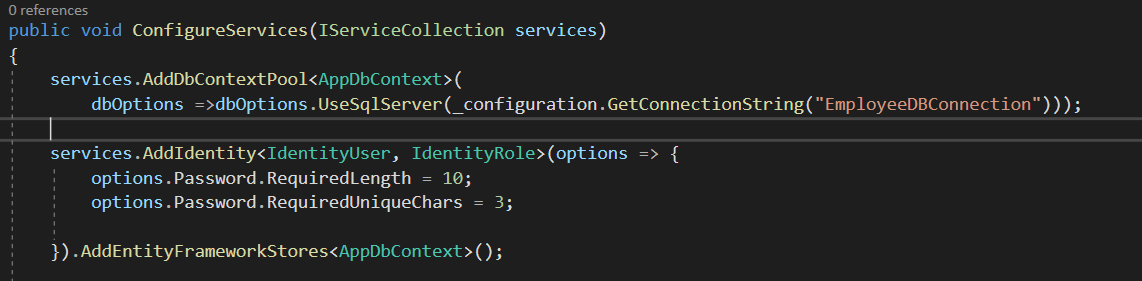 0 references
public void ConfigureServices(IServiceCollection services)
{
services.AddDbContextPool<AppDbContext>(
dbOptions =>dbOptions.UseSqlServer(_configuration.GetConnectionString("EmployeeDBConnection")));
services.AddIdentity<IdentityUser, IdentityRole>(options => {
options.Password.RequiredLength = 10;
options.Password.RequiredUniqueChars = 3;
}).AddEntityFrameworkStores<AppDbContext>();